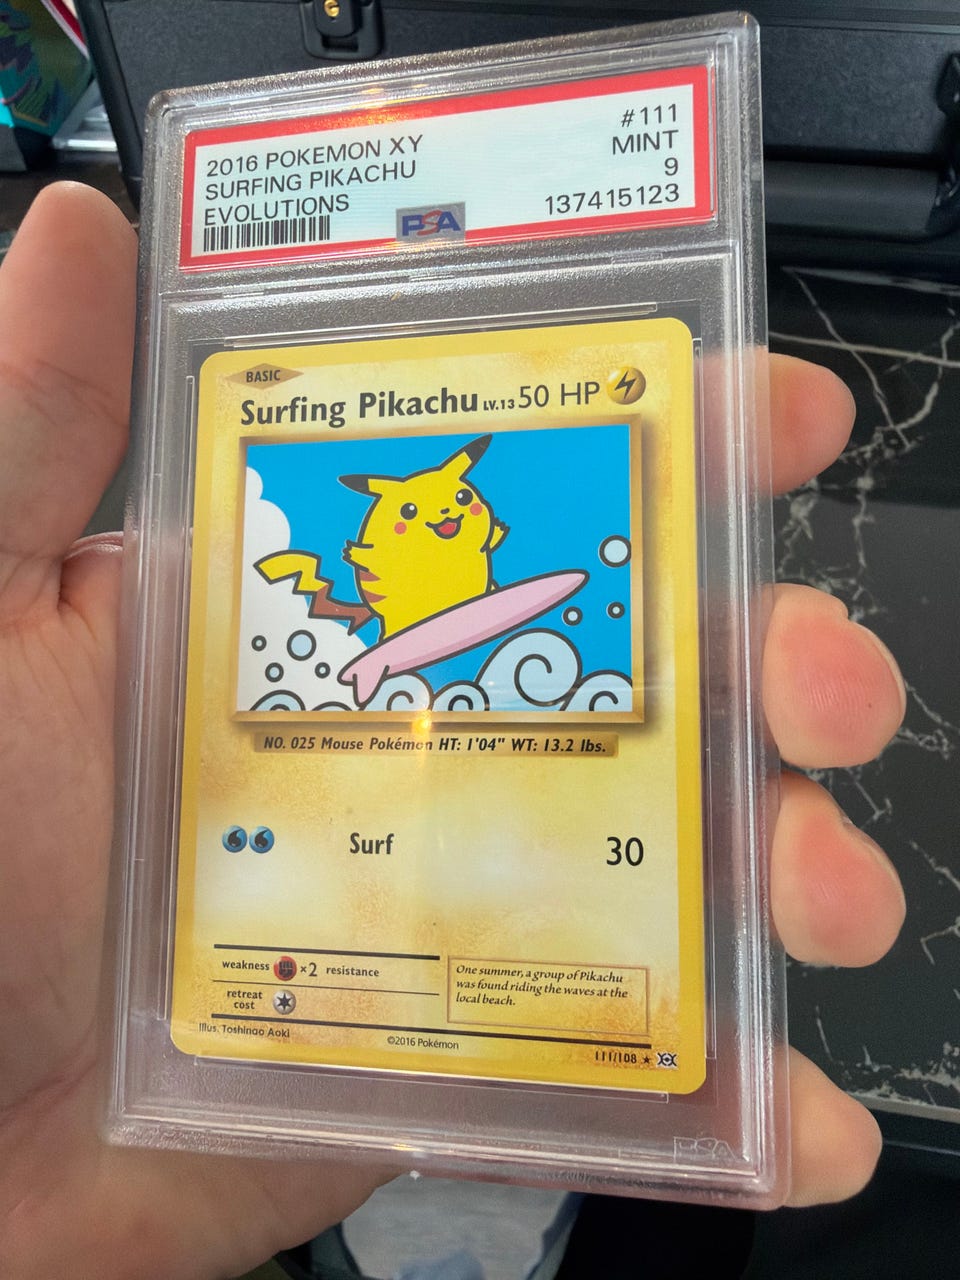 2016 POKEMON XY
SURFING PIKACHU
EVOLUTIONS
#111
MINT
9
137415123
PSA
BASIC
Surfing Pikachu LV.13 50 HP
NO. 025 Mouse Pokémon HT: 1'04" WT: 13.2 lbs.
Surf 30
weakness ×2 resistance
retreat
cost
One summer, a group of Pikachu
was found riding the waves at the
local beach.
Illus. Toshinao Aoki
©2016 Pokémon
111/108 ★
PSA